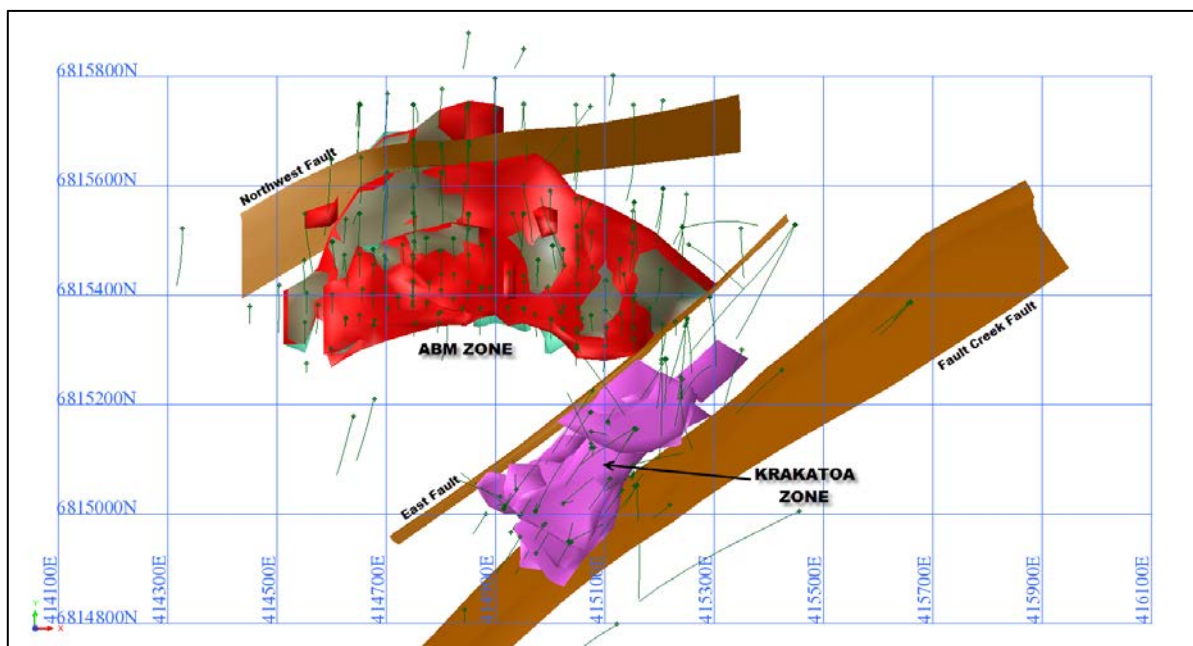 6815800N
Northwest Fault
6815600N
6815400N
ABM ZONE
Fault Creek Fault
6815200N
KRAKATOA
ZONE
East Fault
6815000N
6814800N
414100E
414300E
414500E
414700E
414900E
415100E
415300E
415500E
415700E
415900E
416100E
Y
X